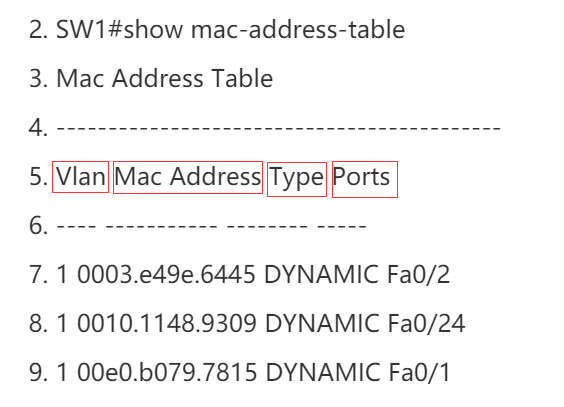 2. SW1#show mac-address-table
3. Mac Address Table
4. -------------------------------------------
5. Vlan Mac Address Type Ports
6. ---- ----------- -------- -----
7. 1 0003.e49e.6445 DYNAMIC Fa0/2
8. 1 0010.1148.9309 DYNAMIC Fa0/24
9. 1 00e0.b079.7815 DYNAMIC Fa0/1